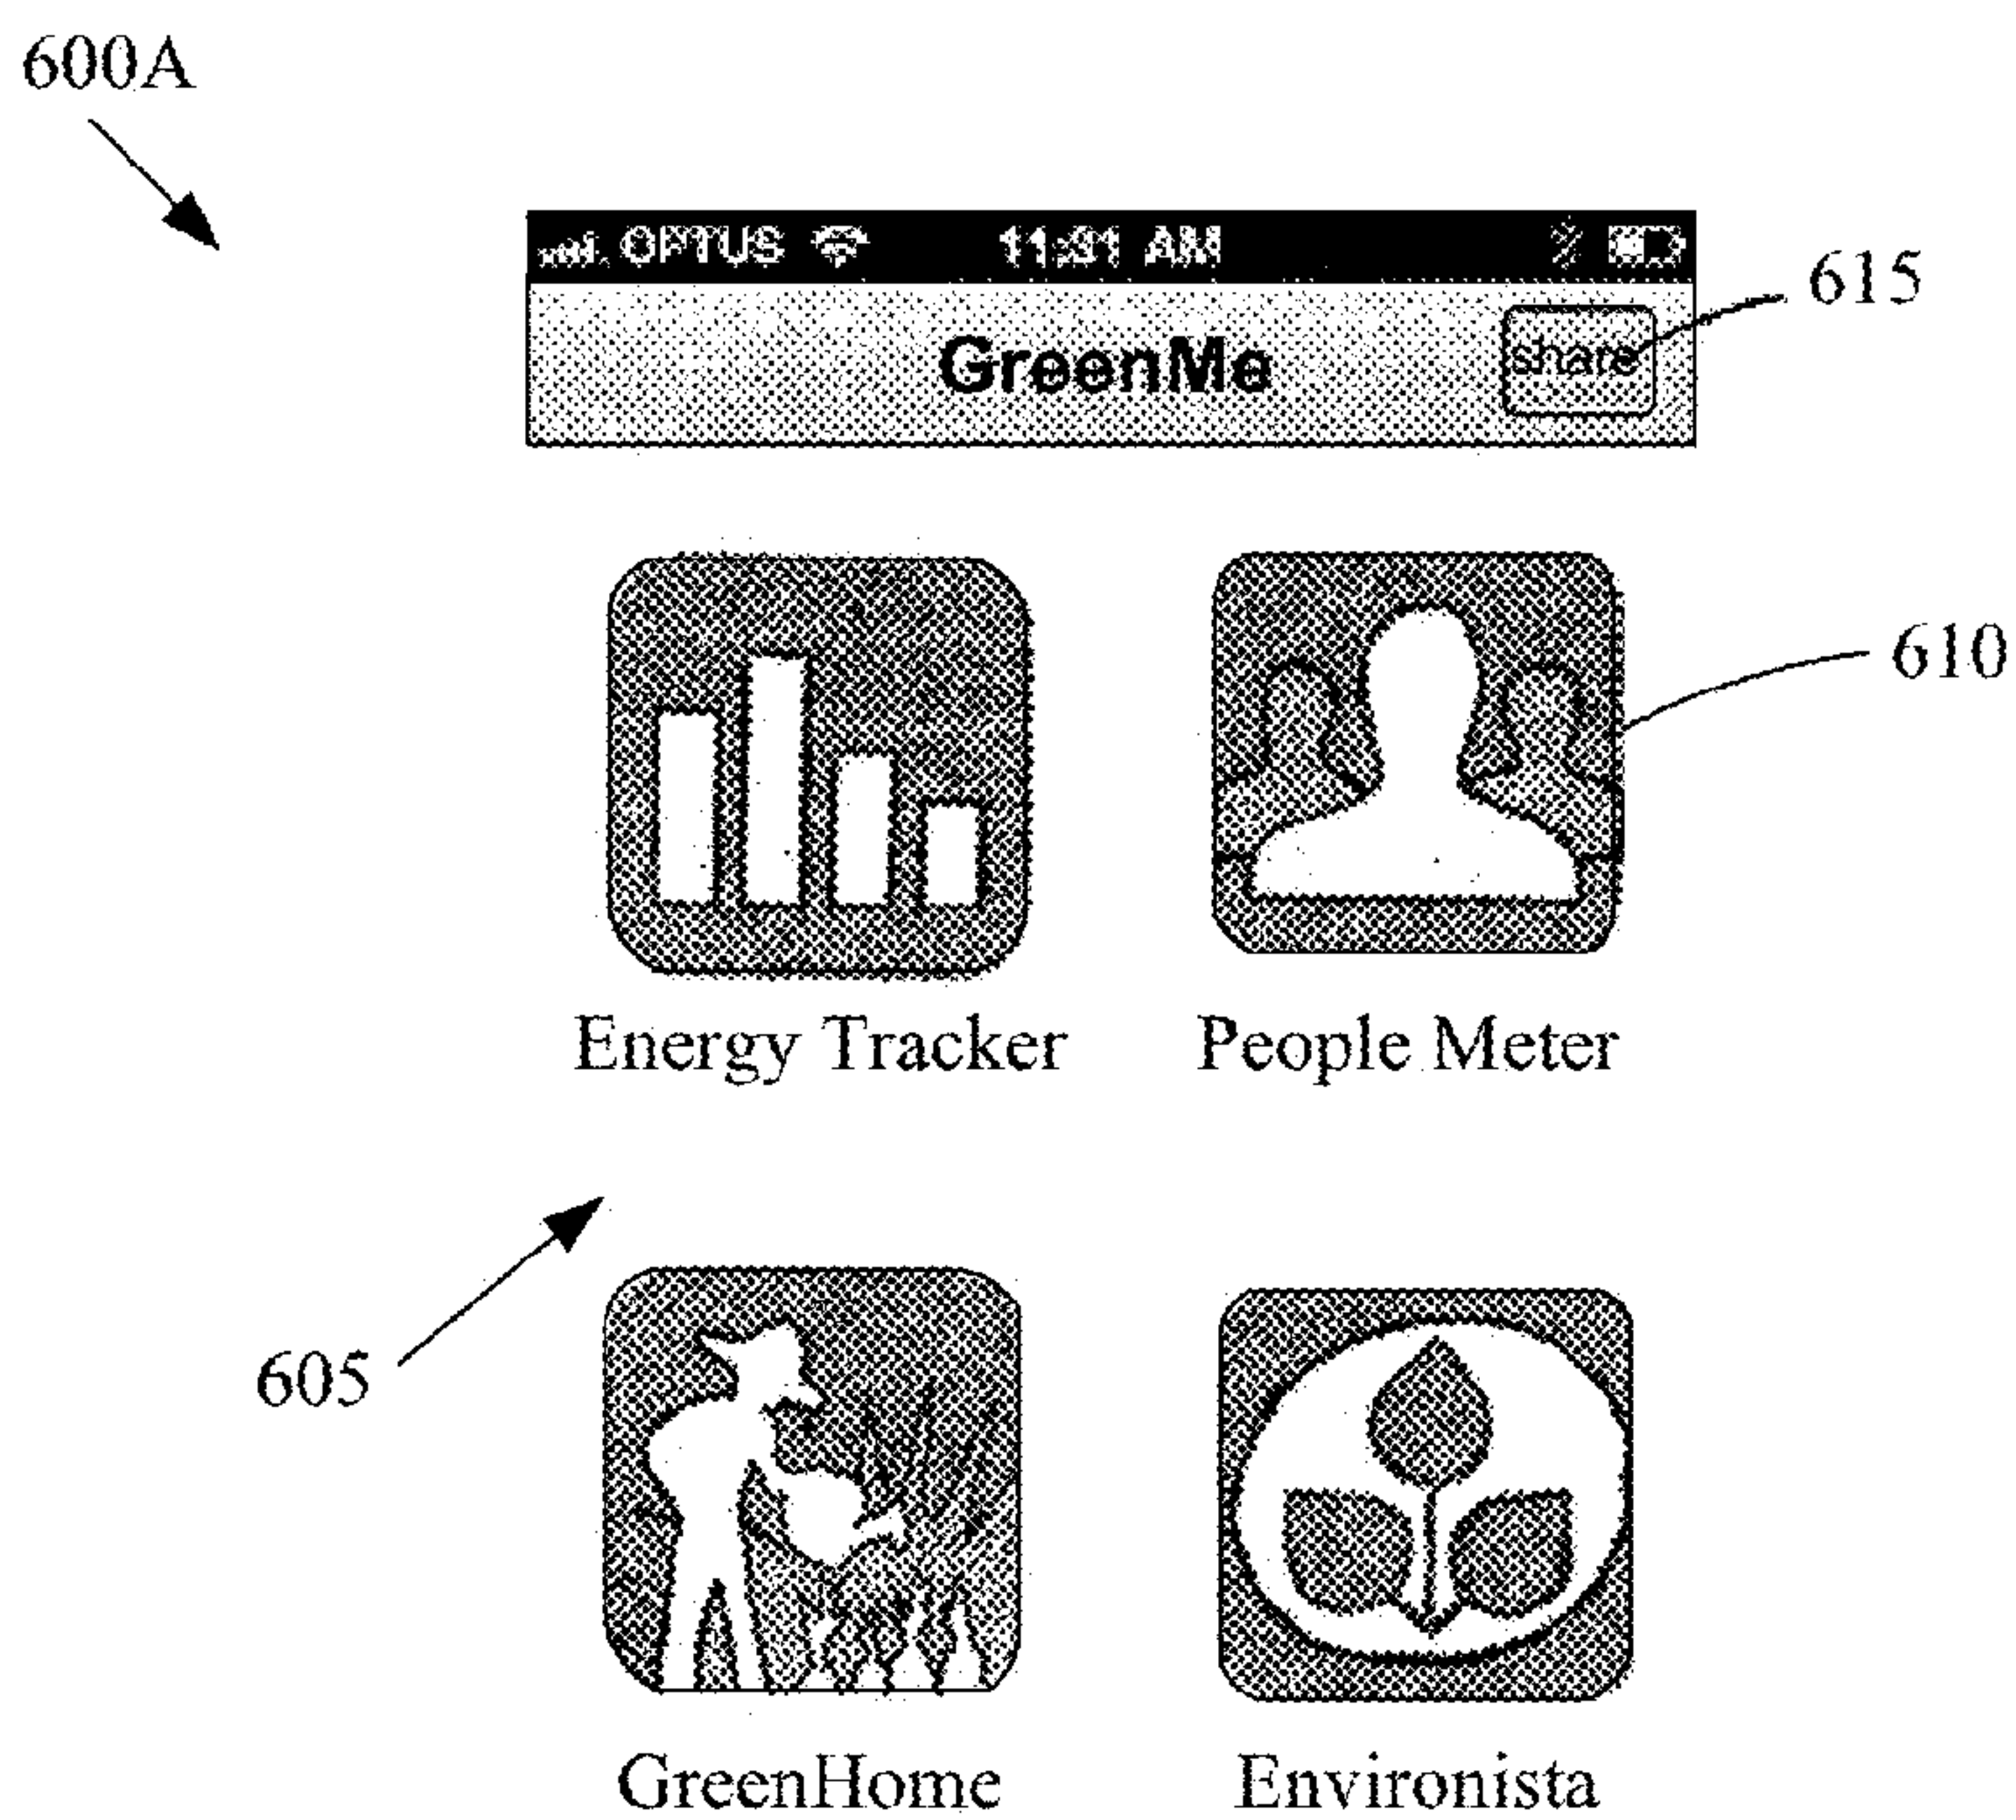 600A
OPTUS 11:31 AM
615
GreenMe share
610
Energy Tracker People Meter
605
GreenHome Environista